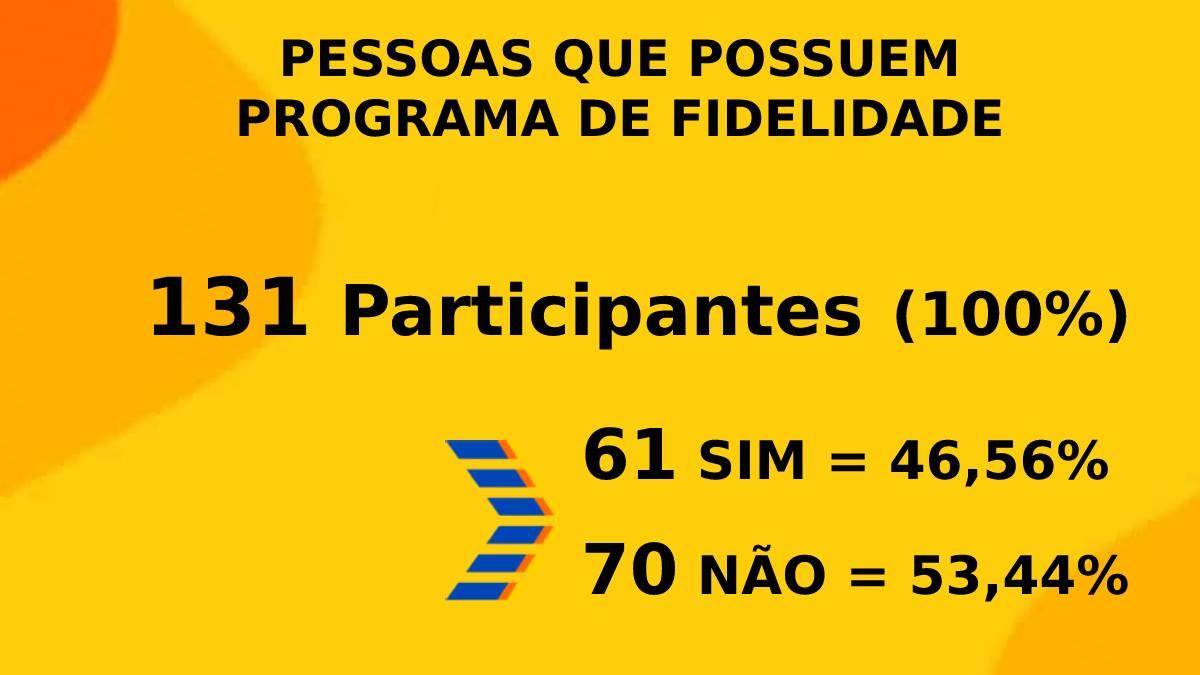 PESSOAS QUE POSSUEM
PROGRAMA DE FIDELIDADE
131 Participantes (100%)
61 SIM = 46,56%
70 NÃO = 53,44%